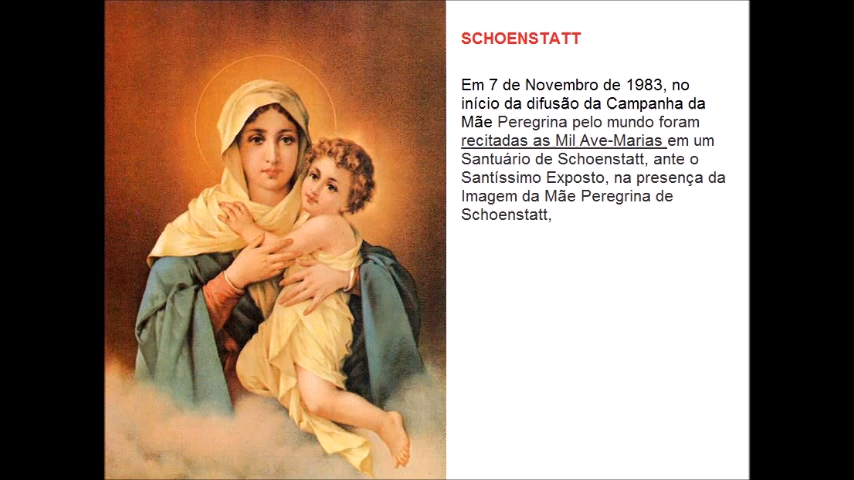 SCHOENSTATT
Em 7 de Novembro de 1983, no
início da difusão da Campanha da
Mãe Peregrina pelo mundo foram
recitadas as Mil Ave-Marias em um
Santuário de Schoenstatt, ante o
Santíssimo Exposto, na presença da
Imagem da Mãe Peregrina de
Schoenstatt,